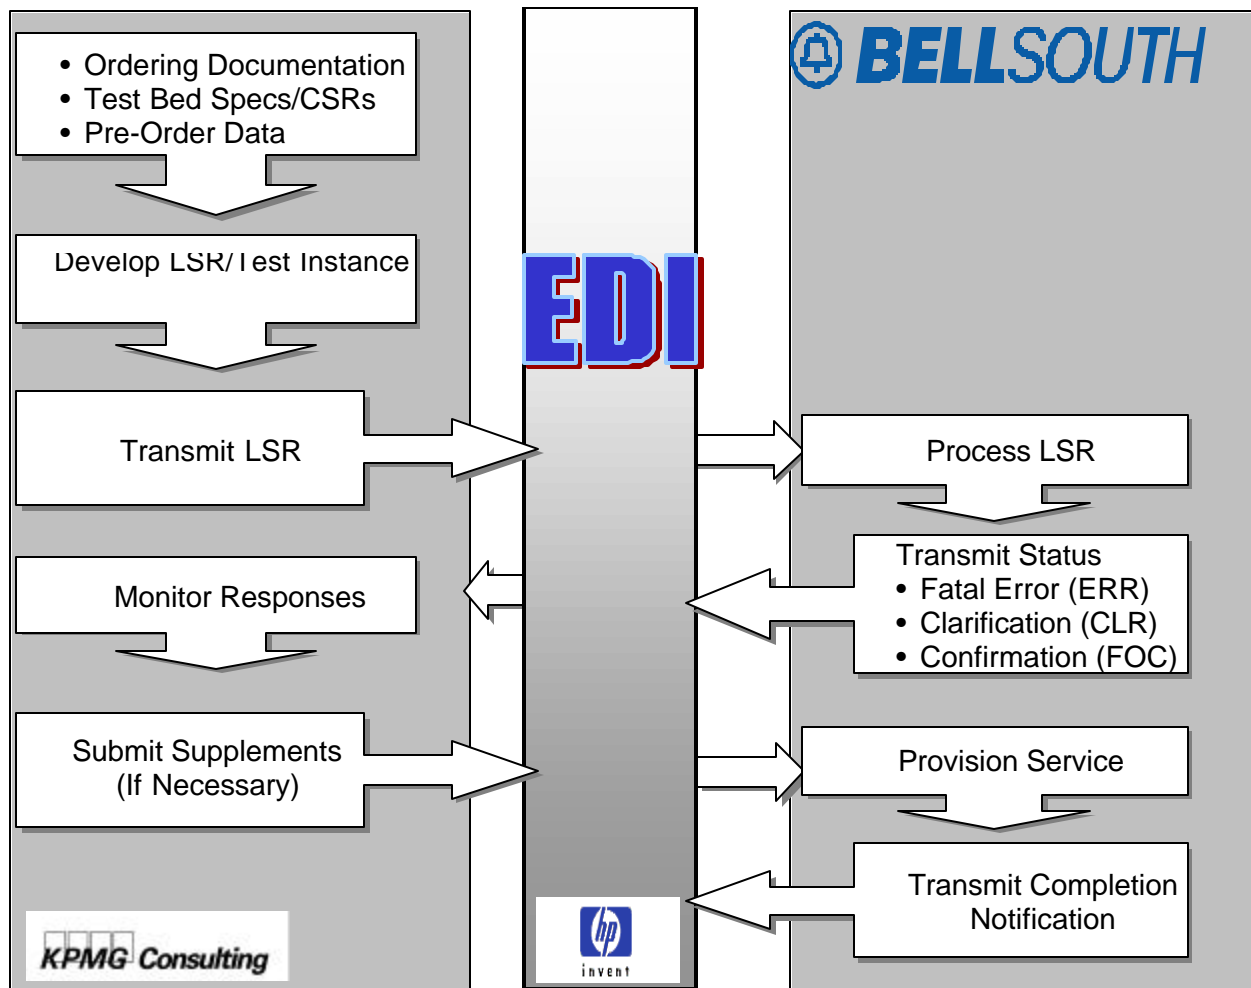 • Ordering Documentation
• Test Bed Specs/CSRs
• Pre-Order Data
Develop LSR/Test Instance
Transmit LSR
Monitor Responses
Submit Supplements
(If Necessary)
KPMG Consulting
EDI
hp
invent
BELLSOUTH
Process LSR
Transmit Status
• Fatal Error (ERR)
• Clarification (CLR)
• Confirmation (FOC)
Provision Service
Transmit Completion
Notification